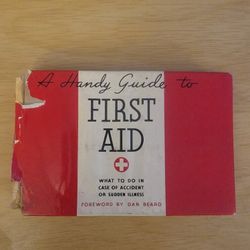 A Handy Guide to
FIRST
AID
WHAT TO DO IN
CASE OF ACCIDENT
OR SUDDEN ILLNESS
FOREWORD BY DAN BEARD